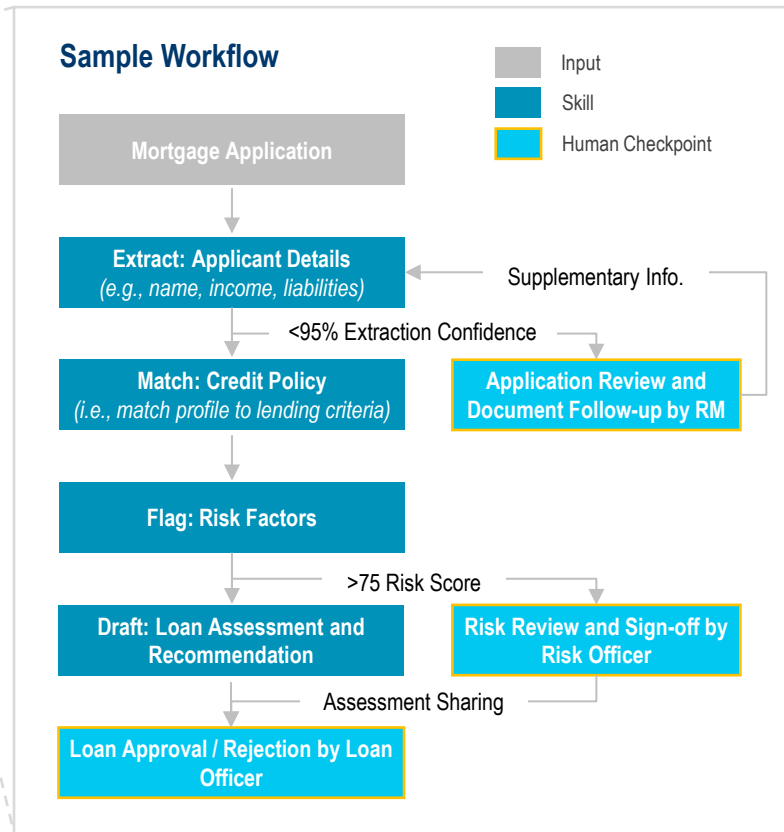 Sample Workflow
Input
Skill
Human Checkpoint
Mortgage Application
Extract: Applicant Details
(e.g., name, income, liabilities)
Supplementary Info.
<95% Extraction Confidence
Match: Credit Policy
(i.e., match profile to lending criteria)
Application Review and
Document Follow-up by RM
Flag: Risk Factors
>75 Risk Score
Draft: Loan Assessment and
Recommendation
Risk Review and Sign-off by
Risk Officer
Assessment Sharing
Loan Approval / Rejection by Loan
Officer